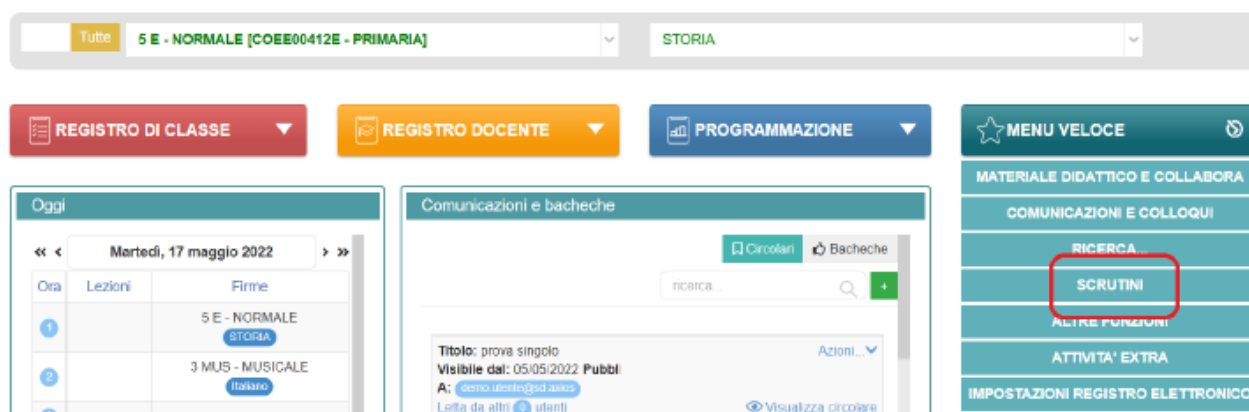 Tutte 5 E - NORMALE [COEE00412E - PRIMARIA] STORIA
REGISTRO DI CLASSE
REGISTRO DOCENTE
PROGRAMMAZIONE
MENU VELOCE
MATERIALE DIDATTICO E COLLABORA
COMUNICAZIONI E COLLOQUI
RICERCA...
SCRUTINI
ALTRE FUNZIONI
ATTIVITA' EXTRA
IMPOSTAZIONI REGISTRO ELETTRONICO
Oggi
« < Martedì, 17 maggio 2022 > »
Ora Lezioni Firme
1 5 E - NORMALE
STORIA
2 3 MUS - MUSICALE
Italiano
Comunicazioni e bacheche
Circolari Bacheche
ricerca... +
Titolo: prova singolo Azioni...
Visibile dal: 05/05/2022 Pubbli
A: demo.utente@sd.axios
Letta da altri 0 utenti Visualizza circolare